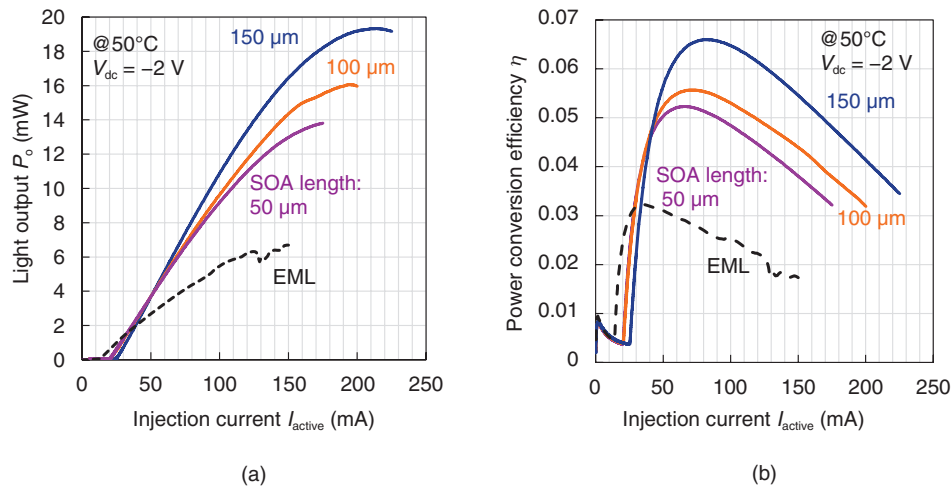 20
18
16
14
12
10
8
6
4
2
0
Light output Pₒ (mW)
@50°C
V_dc = −2 V
150 µm
100 µm
SOA length:
50 µm
EML
0 50 100 150 200 250
Injection current I_active (mA)
(a)
0.07
0.06
0.05
0.04
0.03
0.02
0.01
0
Power conversion efficiency η
@50°C
V_dc = −2 V
150 µm
SOA length:
50 µm
100 µm
EML
0 50 100 150 200 250
Injection current I_active (mA)
(b)